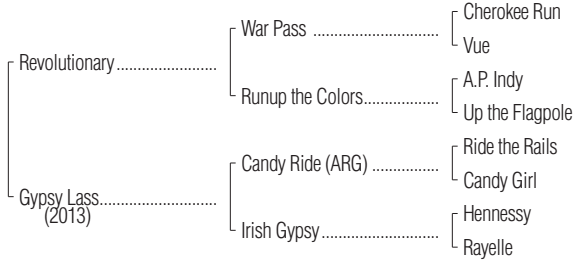 Cherokee Run
War Pass ........................
Vue
Revolutionary ...........................
A.P. Indy
Runup the Colors ..................
Up the Flagpole
Ride the Rails
Candy Ride (ARG) ................
Candy Girl
Gypsy Lass ...............................
(2013)
Hennessy
Irish Gypsy .............................
Rayelle